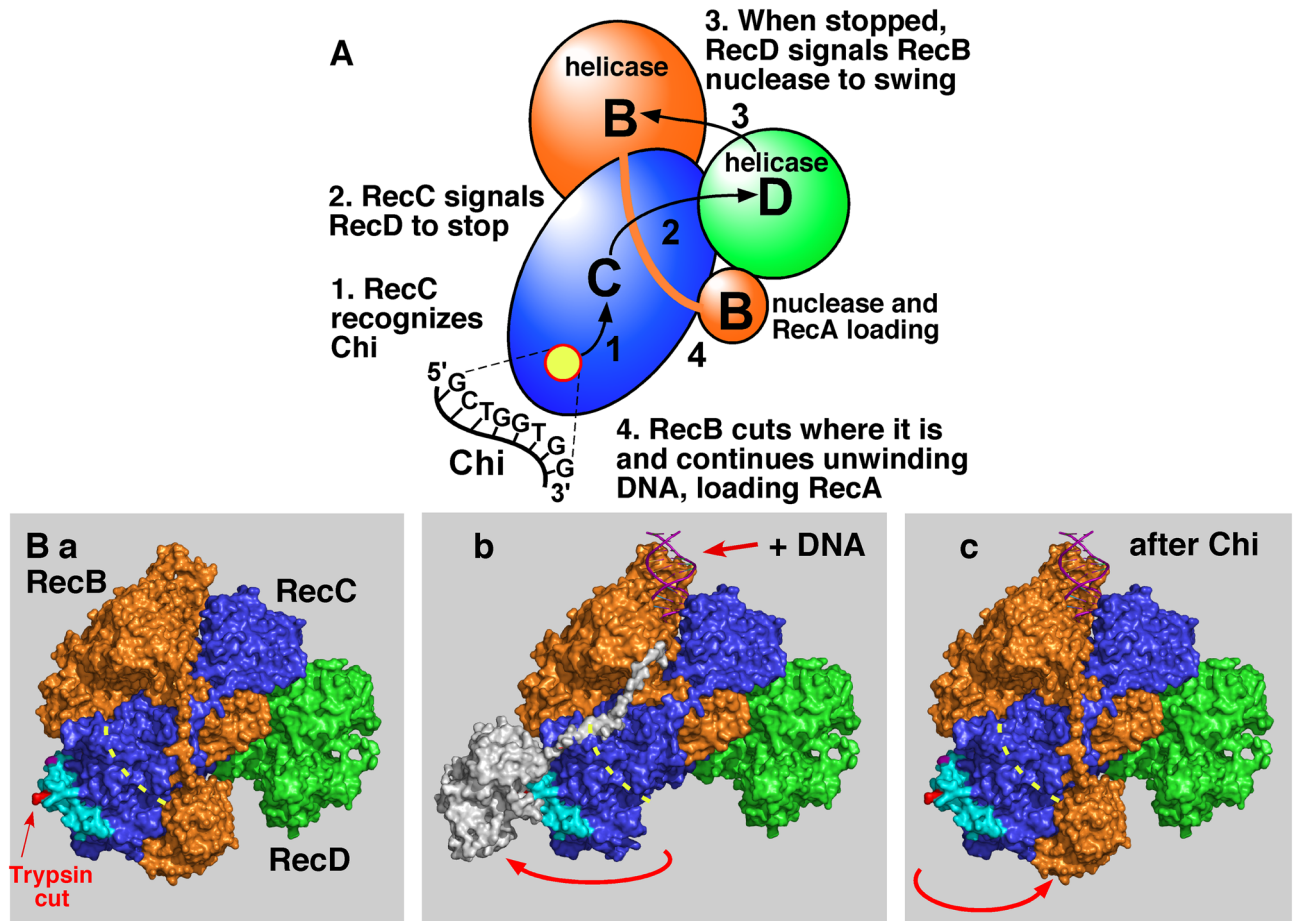 A
helicase
B
3. When stopped,
RecD signals RecB
nuclease to swing
3
helicase
D
2. RecC signals
RecD to stop
2
C
1. RecC
recognizes
Chi
1
B
nuclease and
RecA loading
4
5'
GCTGGTGG
Chi
3'
4. RecB cuts where it is
and continues unwinding
DNA, loading RecA
B a
RecB
RecC
RecD
Trypsin
cut
b
+ DNA
c
after Chi